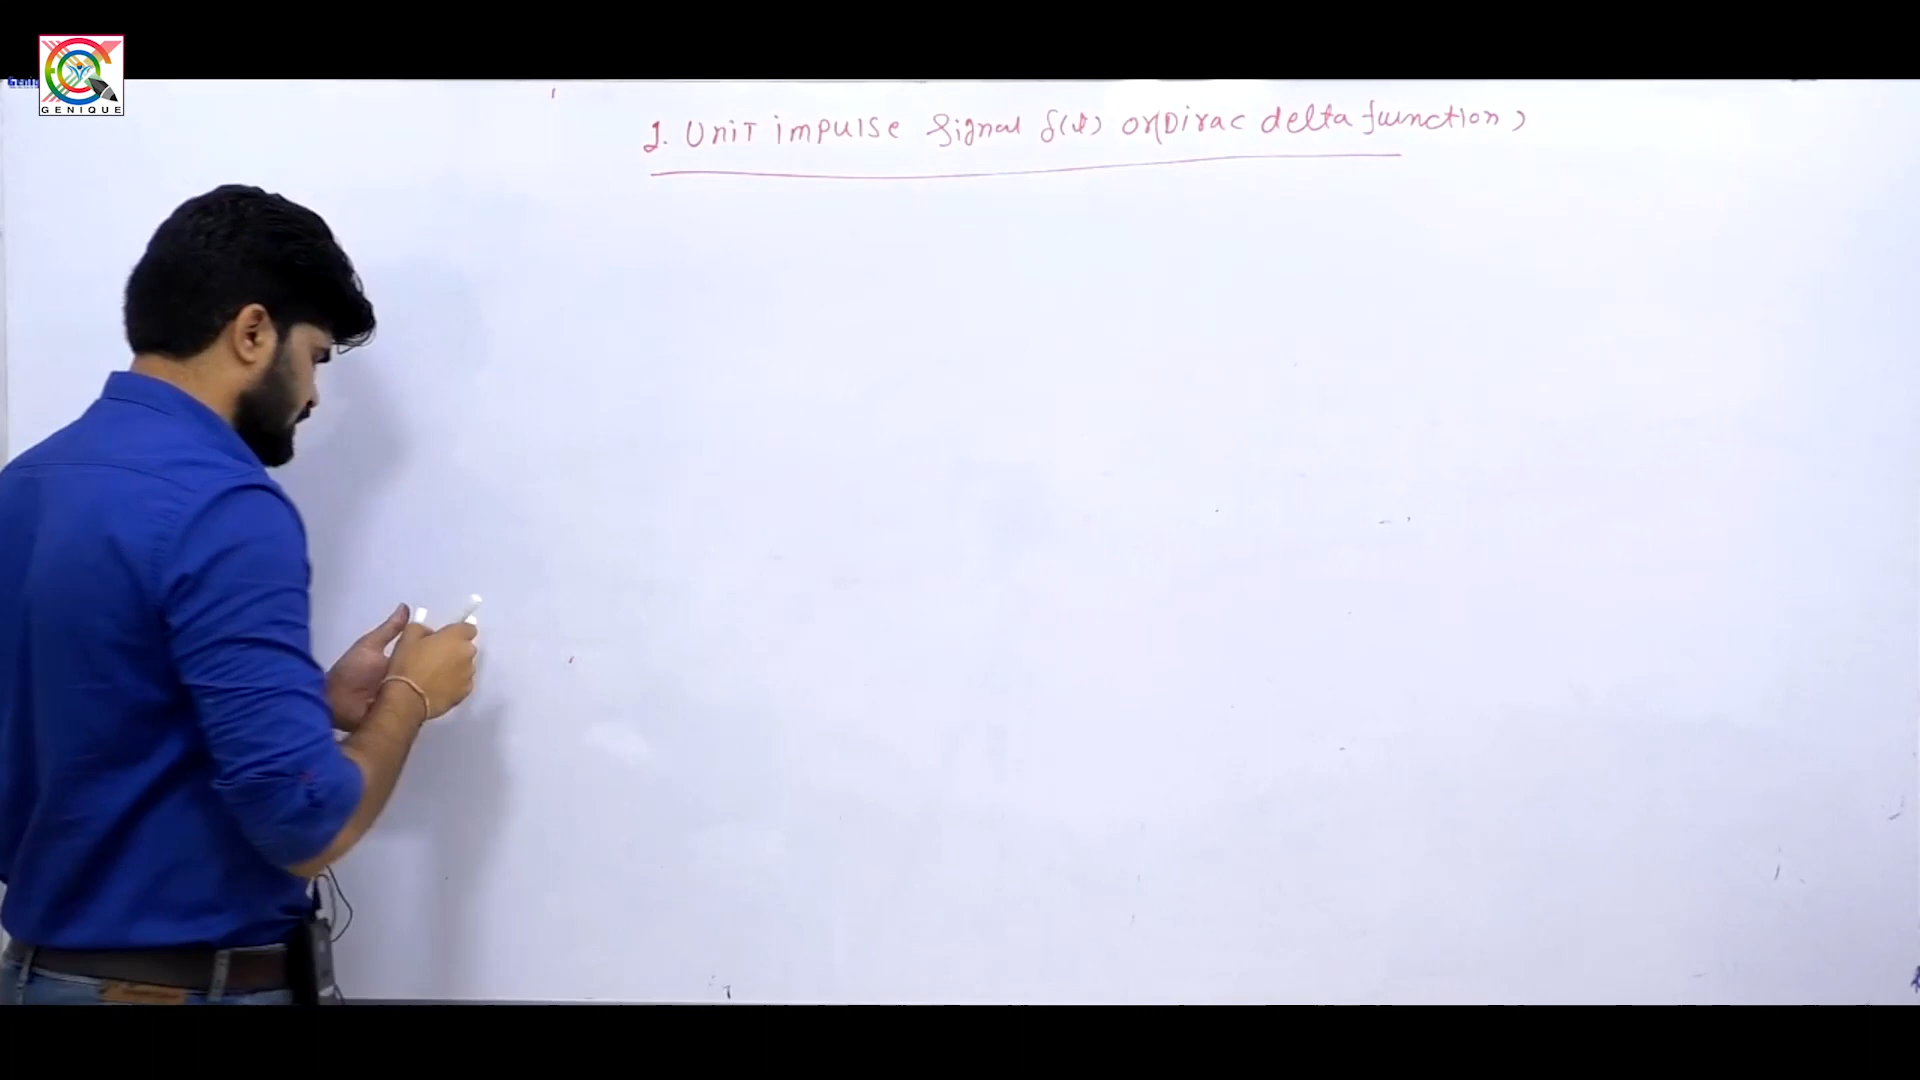 GENIQUE
1. Unit impulse Signal δ(t) or (Dirac delta function)